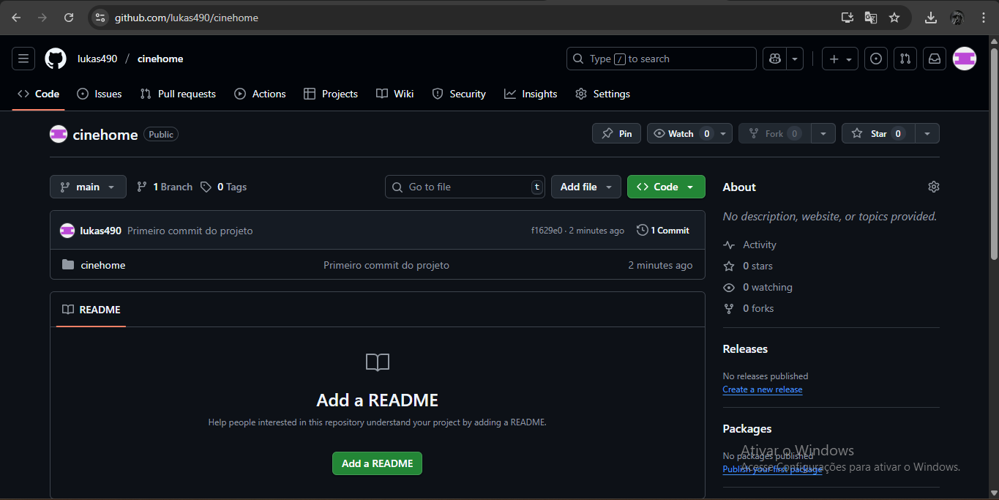 github.com/lukas490/cinehome
lukas490 / cinehome
Type / to search
Code Issues Pull requests Actions Projects Wiki Security Insights Settings
cinehome Public
Pin Watch 0 Fork 0 Star 0
main 1 Branch 0 Tags Go to file t Add file Code
lukas490 Primeiro commit do projeto f1629e0 · 2 minutes ago 1 Commit
cinehome Primeiro commit do projeto 2 minutes ago
README
Add a README
Help people interested in this repository understand your project by adding a README.
Add a README
About
No description, website, or topics provided.
Activity
0 stars
0 watching
0 forks
Releases
No releases published
Create a new release
Packages
No packages published
Publish your first package
Ativar o Windows
Acesse Configurações para ativar o Windows.